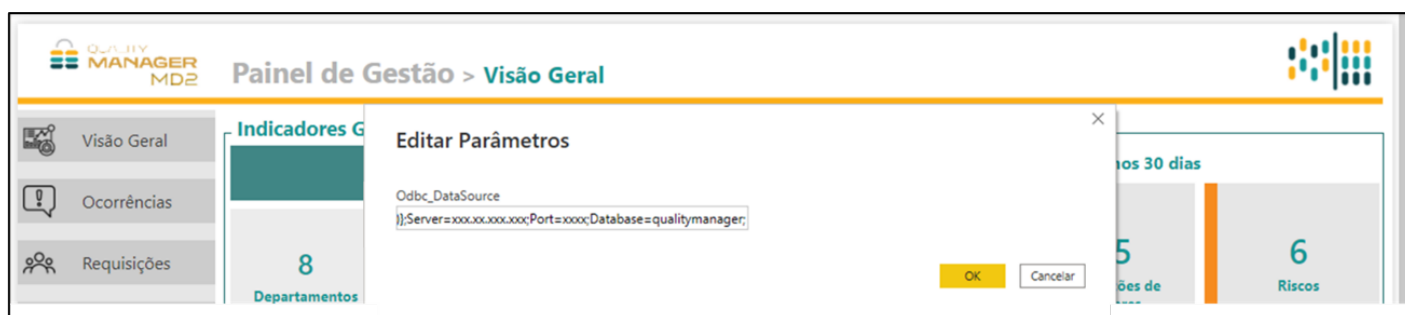 QUALITY
MANAGER
MD2
Painel de Gestão > Visão Geral
Visão Geral
Ocorrências
Requisições
Indicadores G
8
Departamentos
Editar Parâmetros
Odbc_DataSource
)};Server=xxx.xx.xxx.xxx;Port=xxxx;Database=qualitymanager;
OK
Cancelar
nos 30 dias
5
ões de
6
Riscos